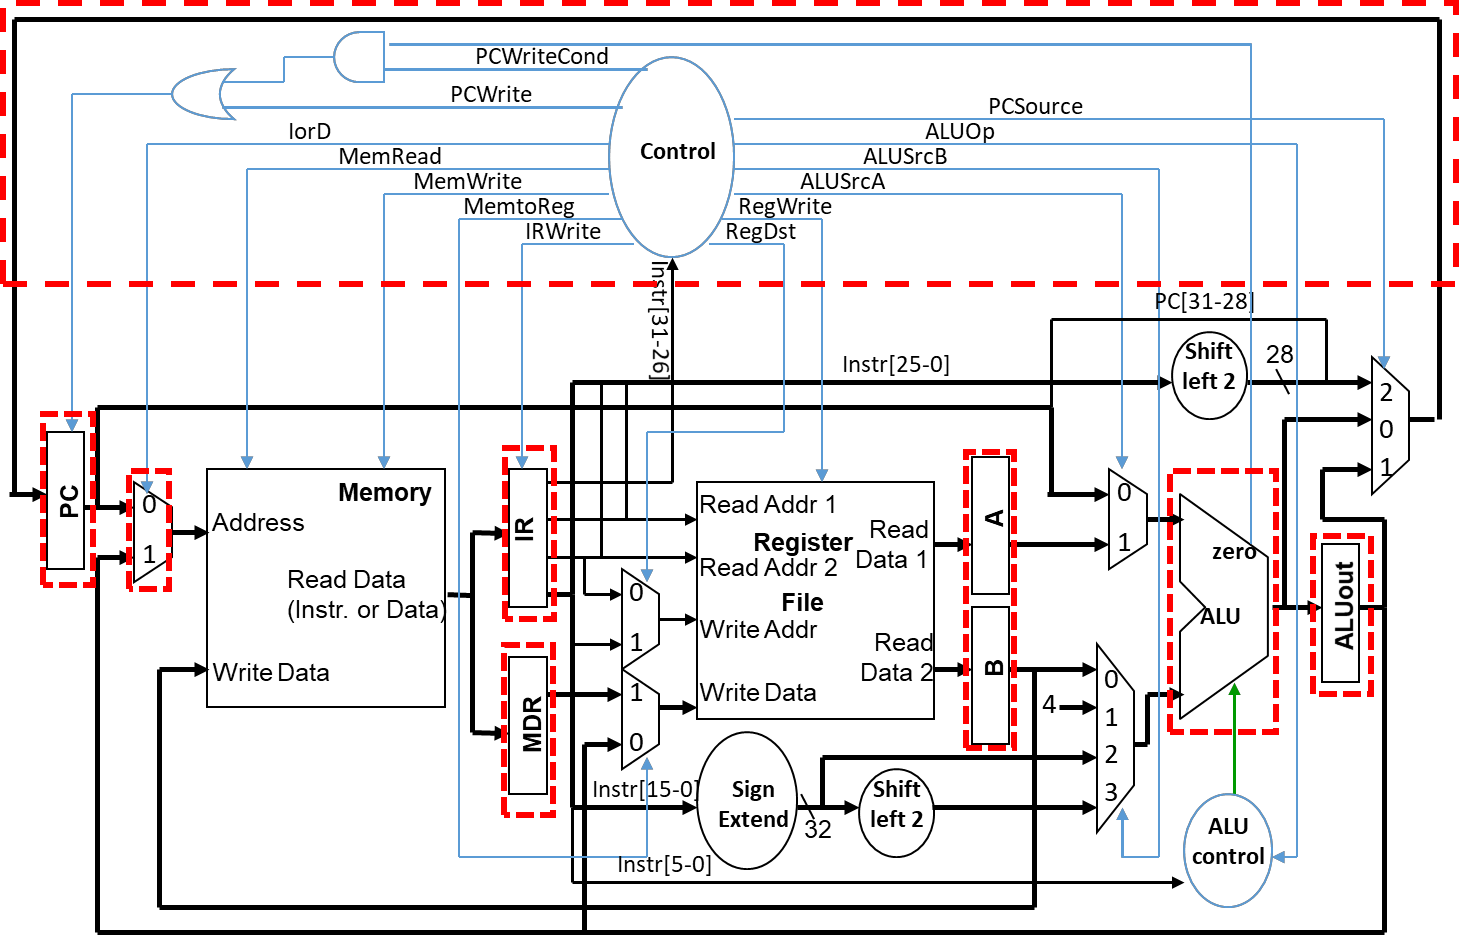 PCWriteCond
PCWrite
PCSource
IorD
ALUOp
MemRead
Control
ALUSrcB
MemWrite
ALUSrcA
MemtoReg
RegWrite
IRWrite
RegDst
Instr[31-26]
PC[31-28]
Instr[25-0]
Shift
left 2
28
2
0
1
PC
0
1
Memory
Address
Read Data
(Instr. or Data)
Write Data
IR
MDR
0
1
1
0
Read Addr 1
Register
Read Addr 2
File
Write Addr
Write Data
Read
Data 1
Read
Data 2
A
B
0
1
4
0
1
2
3
zero
ALU
ALUout
Instr[15-0]
Sign
Extend
32
Shift
left 2
ALU
control
Instr[5-0]